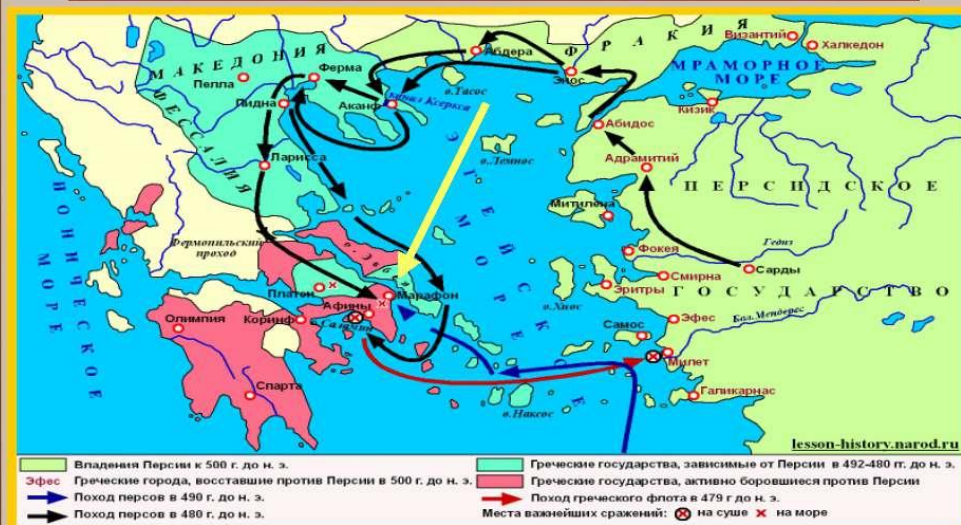 МАКЕДОНИЯ
ФРАКИЯ
Византий
Халкедон
Абдера
Энос
МРАМОРНОЕ
МОРЕ
Пелла
Ферма
о.Тасос
Пидна
Аканф
канал Ксеркса
Кизик
Абидос
ФЕССАЛИЯ
ЭГЕЙСКОЕ
МОРЕ
о.Лемнос
Ларисса
Адрамитий
ПЕРСИДСКОЕ
Митилена
ИОНИЧЕСКОЕ
МОРЕ
Фермопильский
проход
Фокея
Гедиз
Сарды
Смирна
Эритры
о.Хиос
ГОСУДАРСТВО
Платеи
Марафон
Афины
о.Саламин
Олимпия
Коринф
Эфес
Бол.Мендерес
Самос
Милет
Спарта
о.Наксос
Галикарнас
lesson-history.narod.ru
Владения Персии к 500 г. до н. э.
Греческие государства, зависимые от Персии в 492-480 гг. до н. э.
Эфес Греческие города, восставшие против Персии в 500 г. до н. э.
Греческие государства, активно боровшиеся против Персии
Поход персов в 490 г. до н. э.
Поход греческого флота в 479 г до н. э.
Поход персов в 480 г. до н. э.
Места важнейших сражений: на суше на море